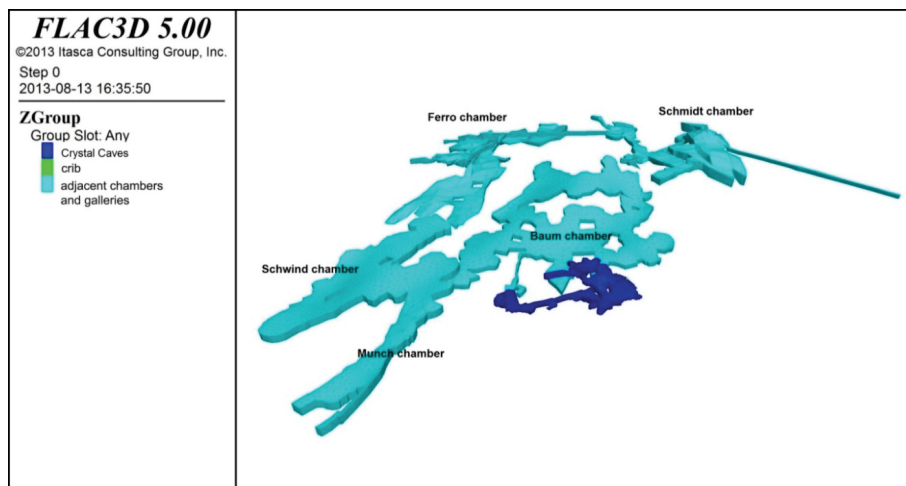 FLAC3D 5.00
©2013 Itasca Consulting Group, Inc.
Step 0
2013-08-13 16:35:50
ZGroup
Group Slot: Any
Crystal Caves
crib
adjacent chambers
and galleries
Ferro chamber
Schmidt chamber
Baum chamber
Schwind chamber
Munch chamber